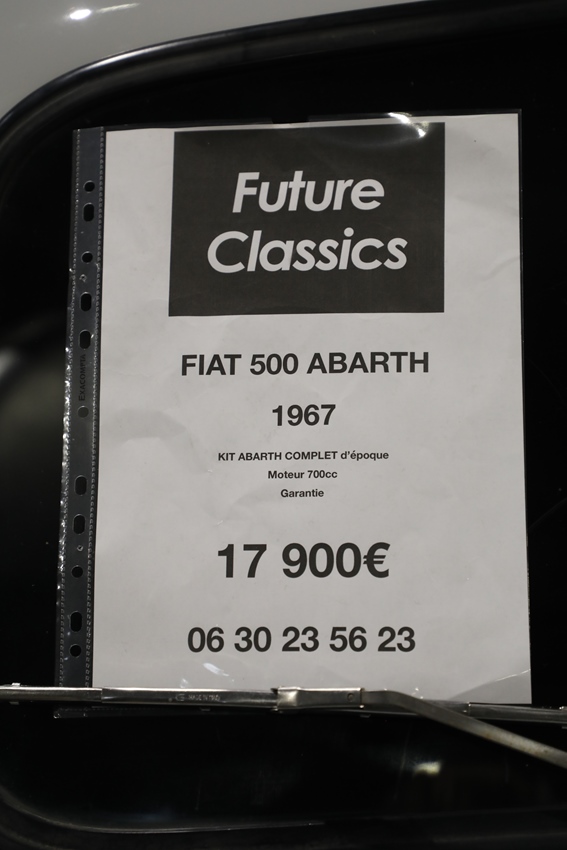 Future
Classics
FIAT 500 ABARTH
1967
KIT ABARTH COMPLET d'époque
Moteur 700cc
Garantie
17 900€
06 30 23 56 23
EXACOMPTA